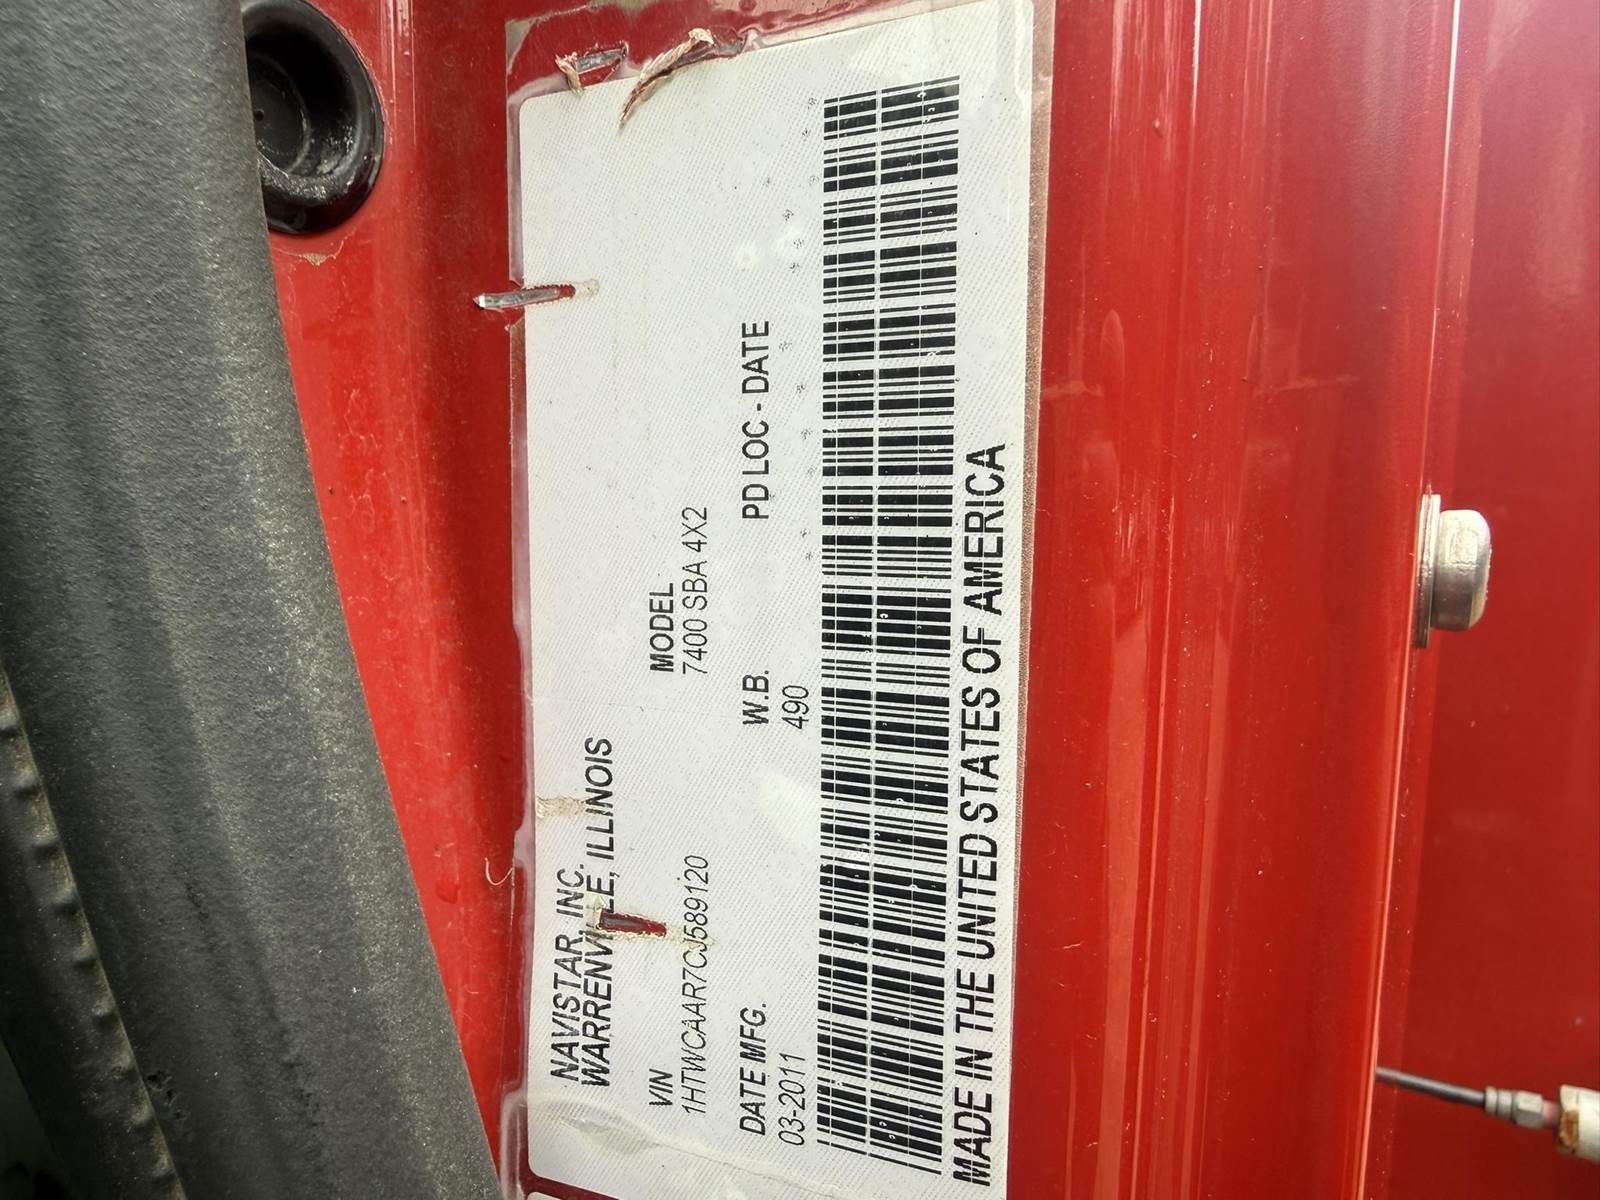 NAVISTAR, INC.
WARRENVILLE, ILLINOIS
VIN
1HTWCAAR7CJ589120
MODEL
7400 SBA 4X2
DATE MFG.
03-2011
W.B.
490
PD LOC - DATE
MADE IN THE UNITED STATES OF AMERICA